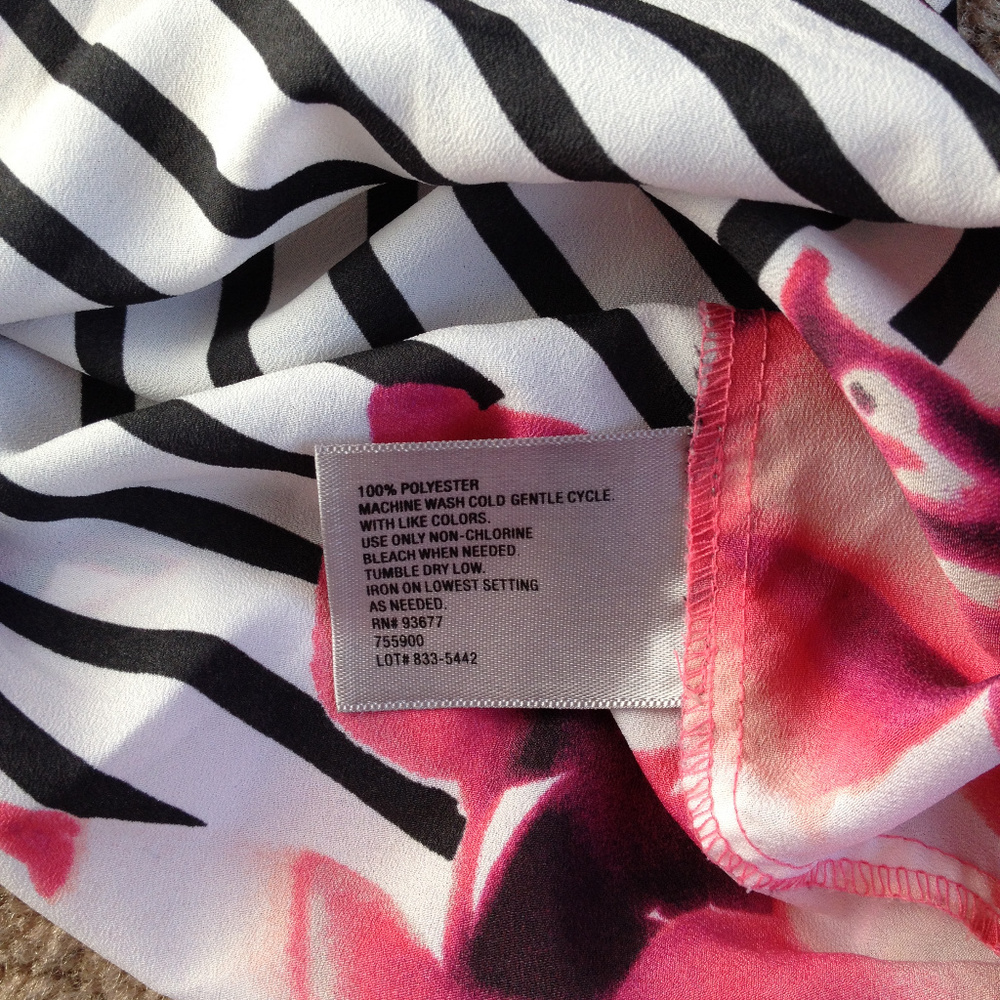 100% POLYESTER
MACHINE WASH COLD GENTLE CYCLE.
WITH LIKE COLORS.
USE ONLY NON-CHLORINE
BLEACH WHEN NEEDED.
TUMBLE DRY LOW.
IRON ON LOWEST SETTING
AS NEEDED.
RN# 93677
755900
LOT# 833-5442